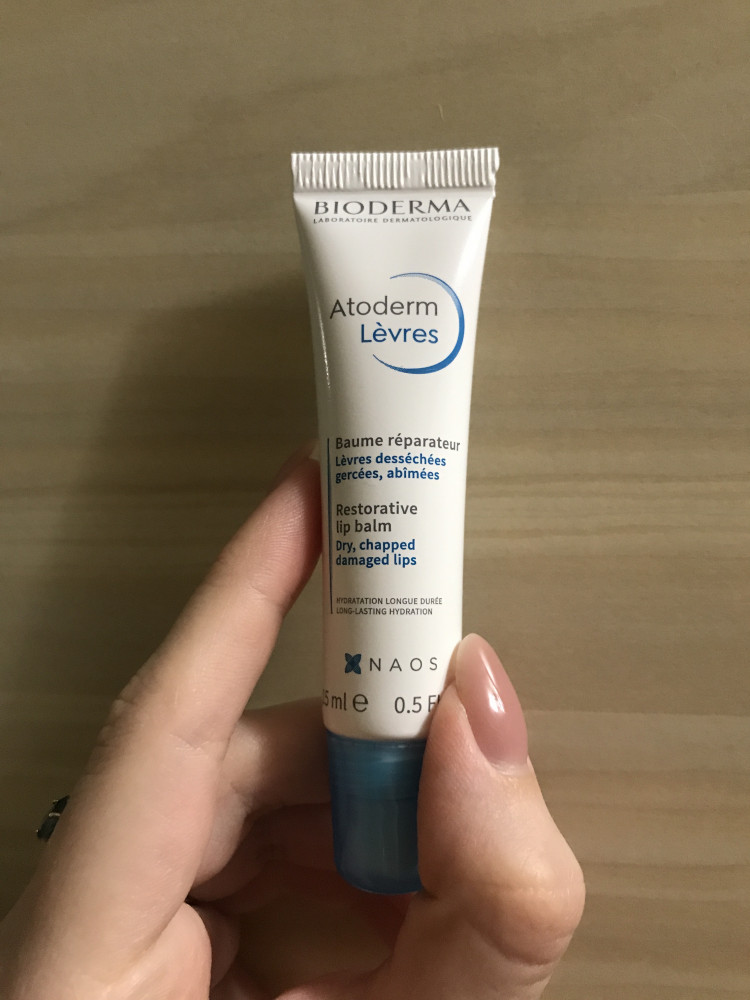 BIODERMA
LABORATOIRE DERMATOLOGIQUE
Atoderm
Lèvres
Baume réparateur
Lèvres desséchées
gercées, abîmées
Restorative
lip balm
Dry, chapped
damaged lips
HYDRATATION LONGUE DURÉE
LONG-LASTING HYDRATION
NAOS
5 ml e 0.5 F